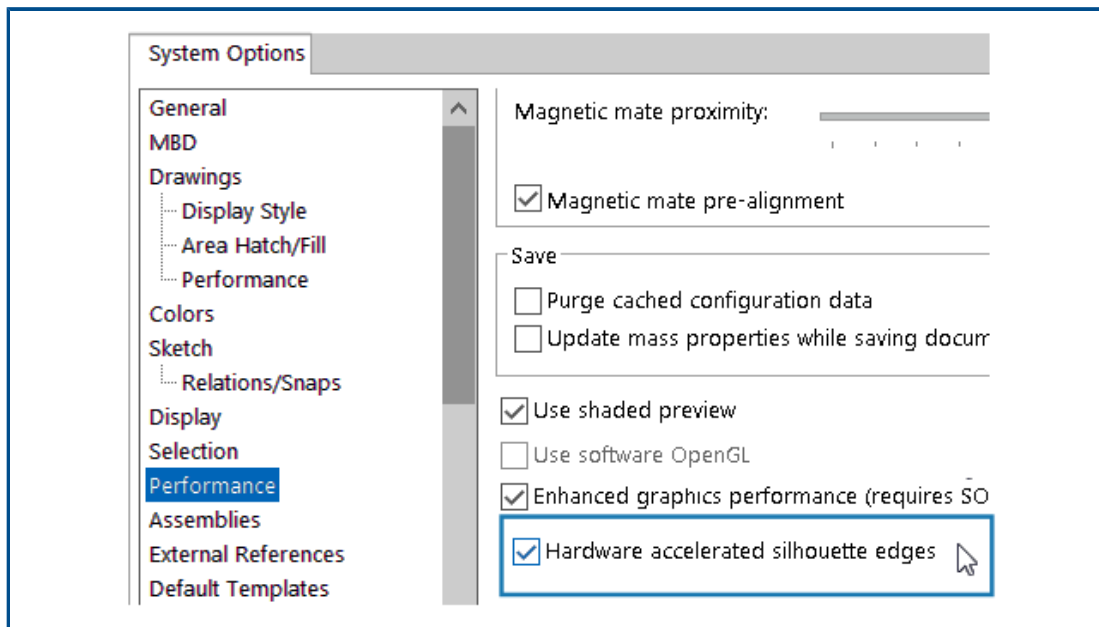 System Options
General
MBD
Drawings
Display Style
Area Hatch/Fill
Performance
Colors
Sketch
Relations/Snaps
Display
Selection
Performance
Assemblies
External References
Default Templates
Magnetic mate proximity:
Magnetic mate pre-alignment
Save
Purge cached configuration data
Update mass properties while saving docum
Use shaded preview
Use software OpenGL
Enhanced graphics performance (requires SO
Hardware accelerated silhouette edges